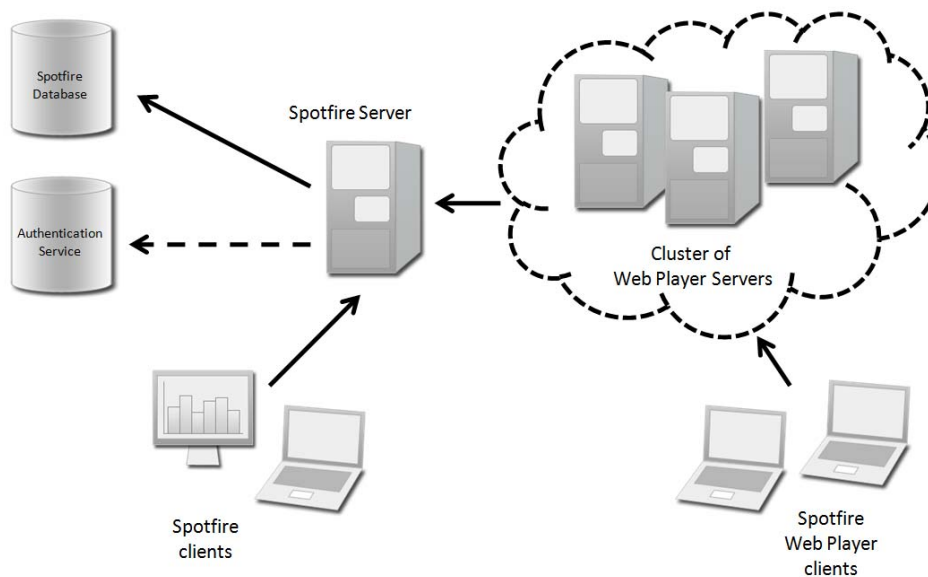 Spotfire
Database
Spotfire Server
Authentication
Service
Cluster of
Web Player Servers
Spotfire
clients
Spotfire
Web Player
clients